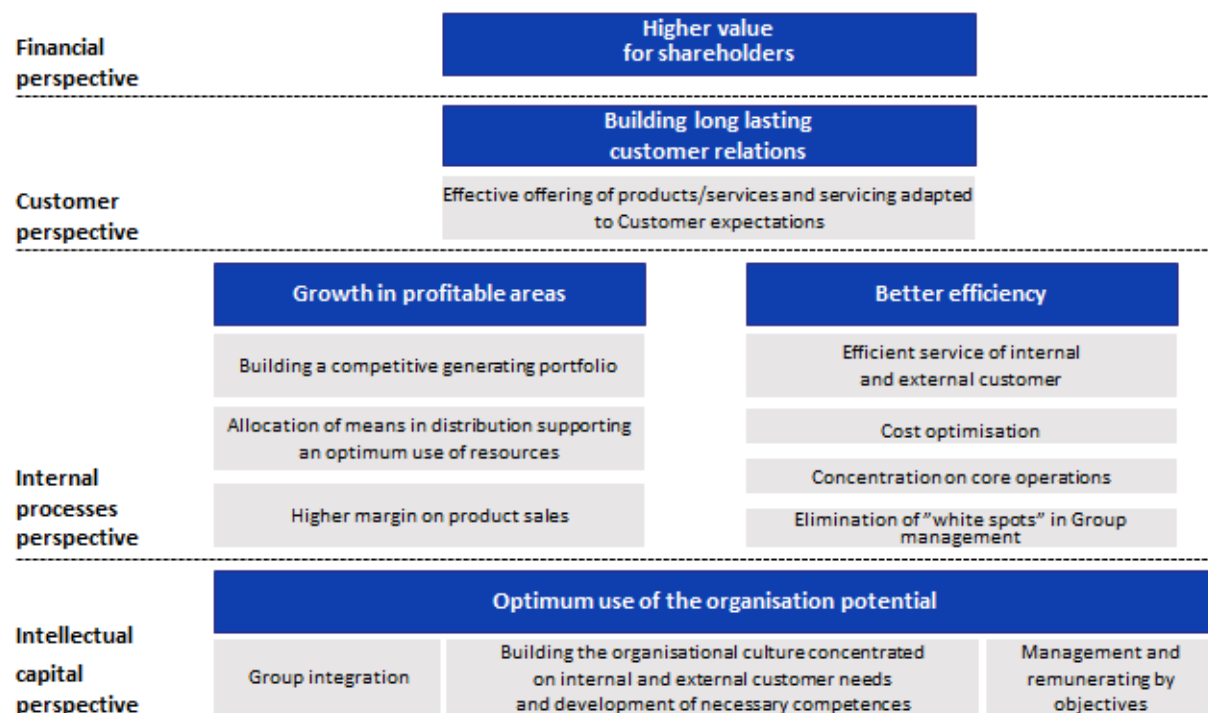 Financial
perspective
Higher value
for shareholders
Customer
perspective
Building long lasting
customer relations
Effective offering of products/services and servicing adapted
to Customer expectations
Internal
processes
perspective
Growth in profitable areas
Building a competitive generating portfolio
Allocation of means in distribution supporting
an optimum use of resources
Higher margin on product sales
Better efficiency
Efficient service of internal
and external customer
Cost optimisation
Concentration on core operations
Elimination of ”white spots” in Group
management
Intellectual
capital
perspective
Optimum use of the organisation potential
Group integration
Building the organisational culture concentrated
on internal and external customer needs
and development of necessary competences
Management and
remunerating by
objectives